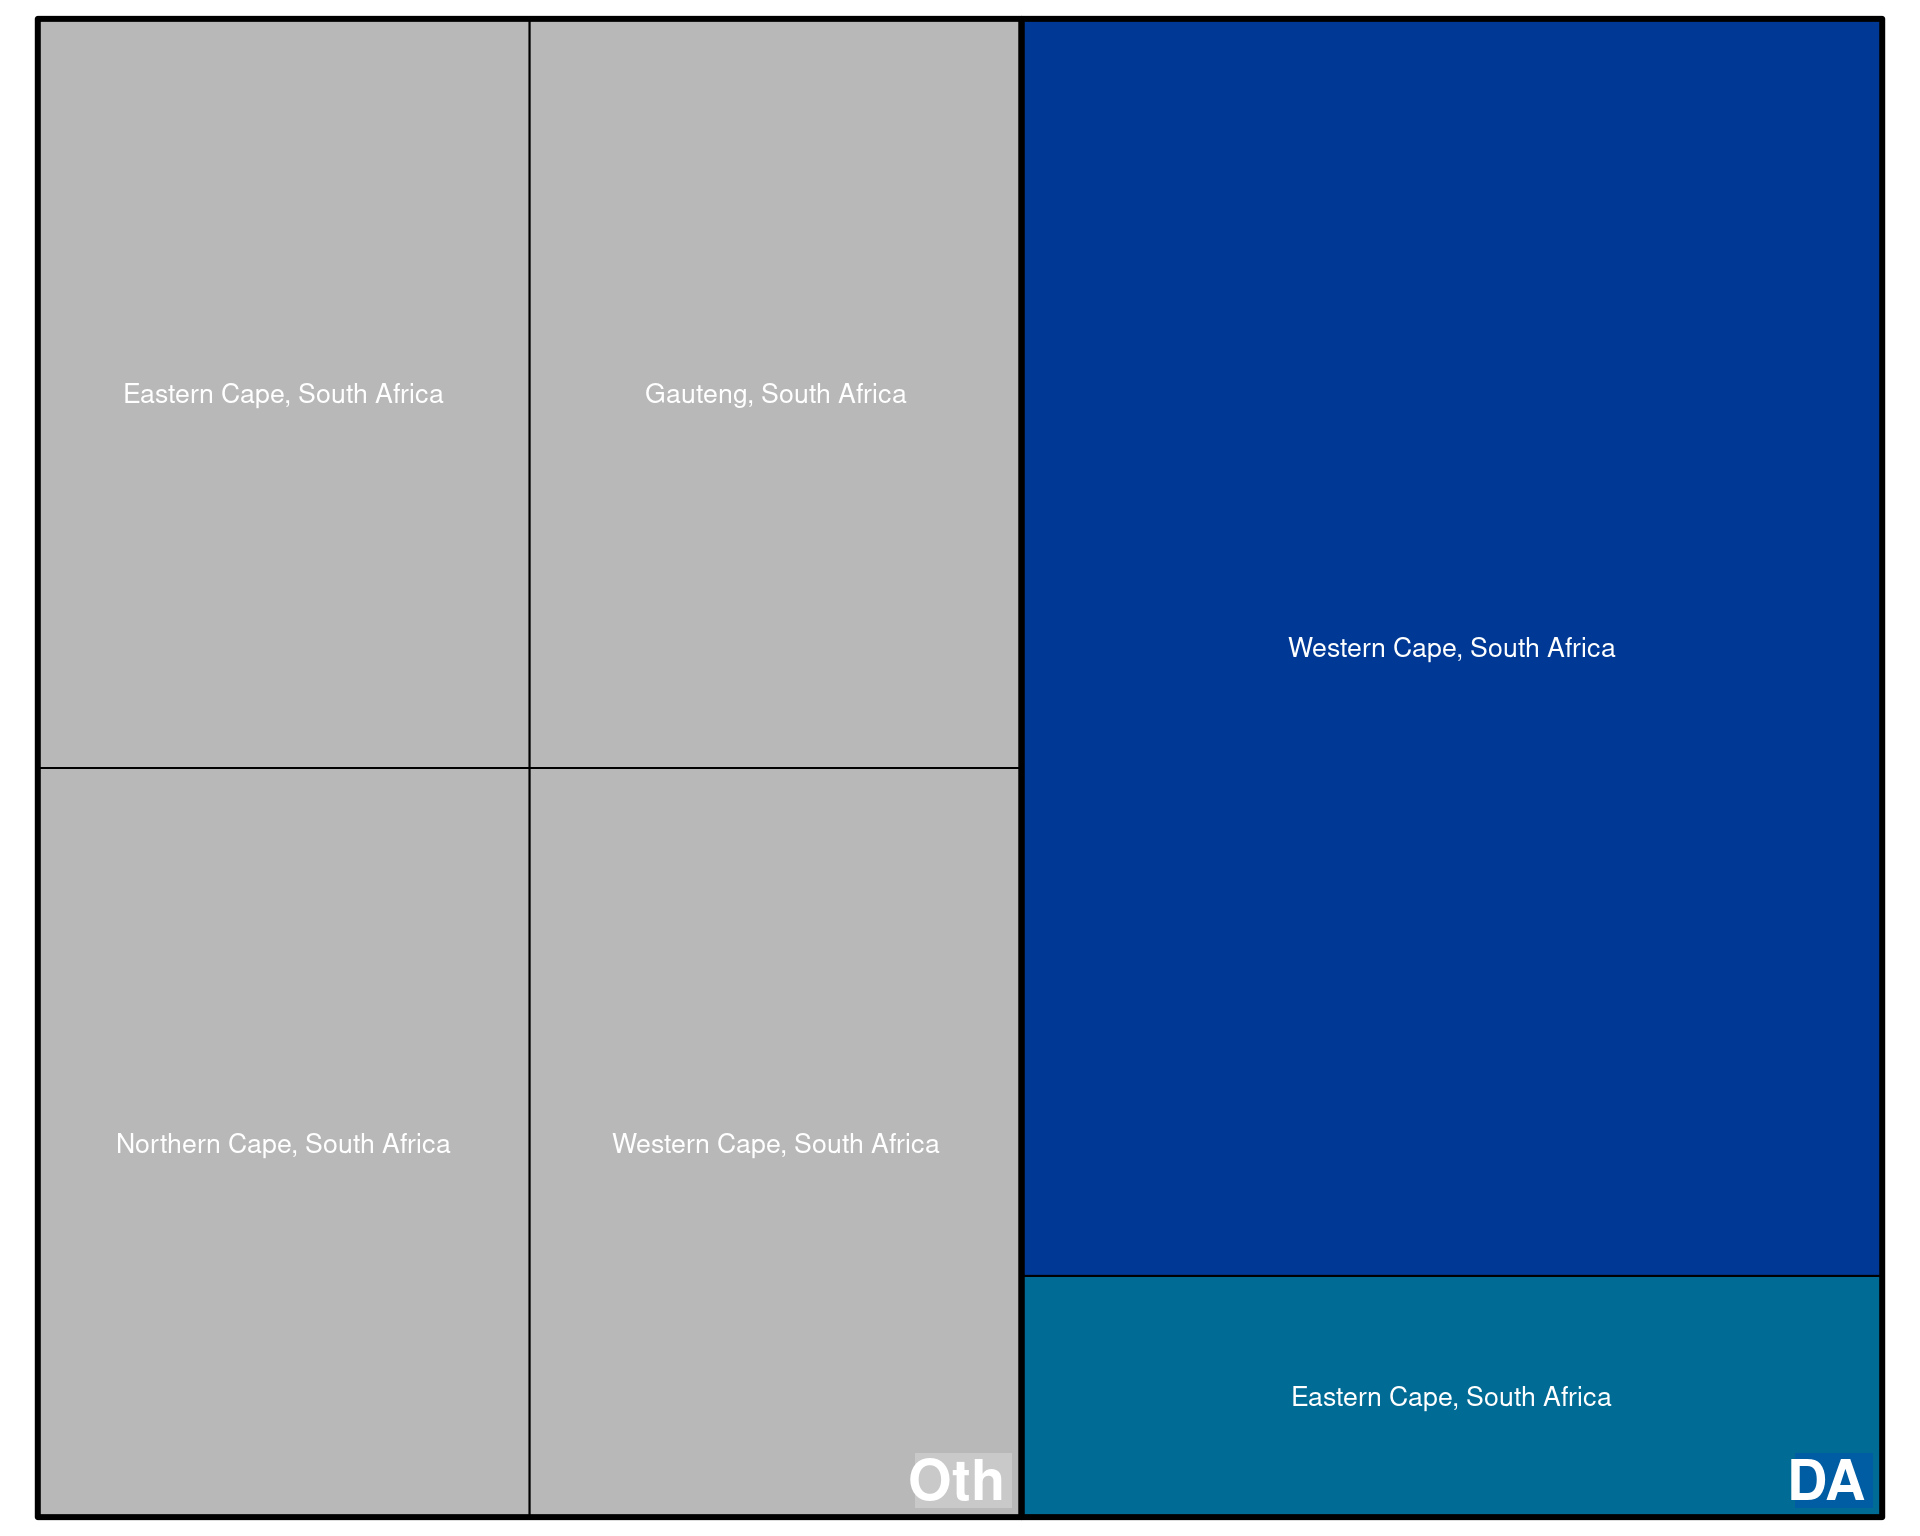 Eastern Cape, South Africa
Gauteng, South Africa
Northern Cape, South Africa
Western Cape, South Africa
Oth
Western Cape, South Africa
Eastern Cape, South Africa
DA